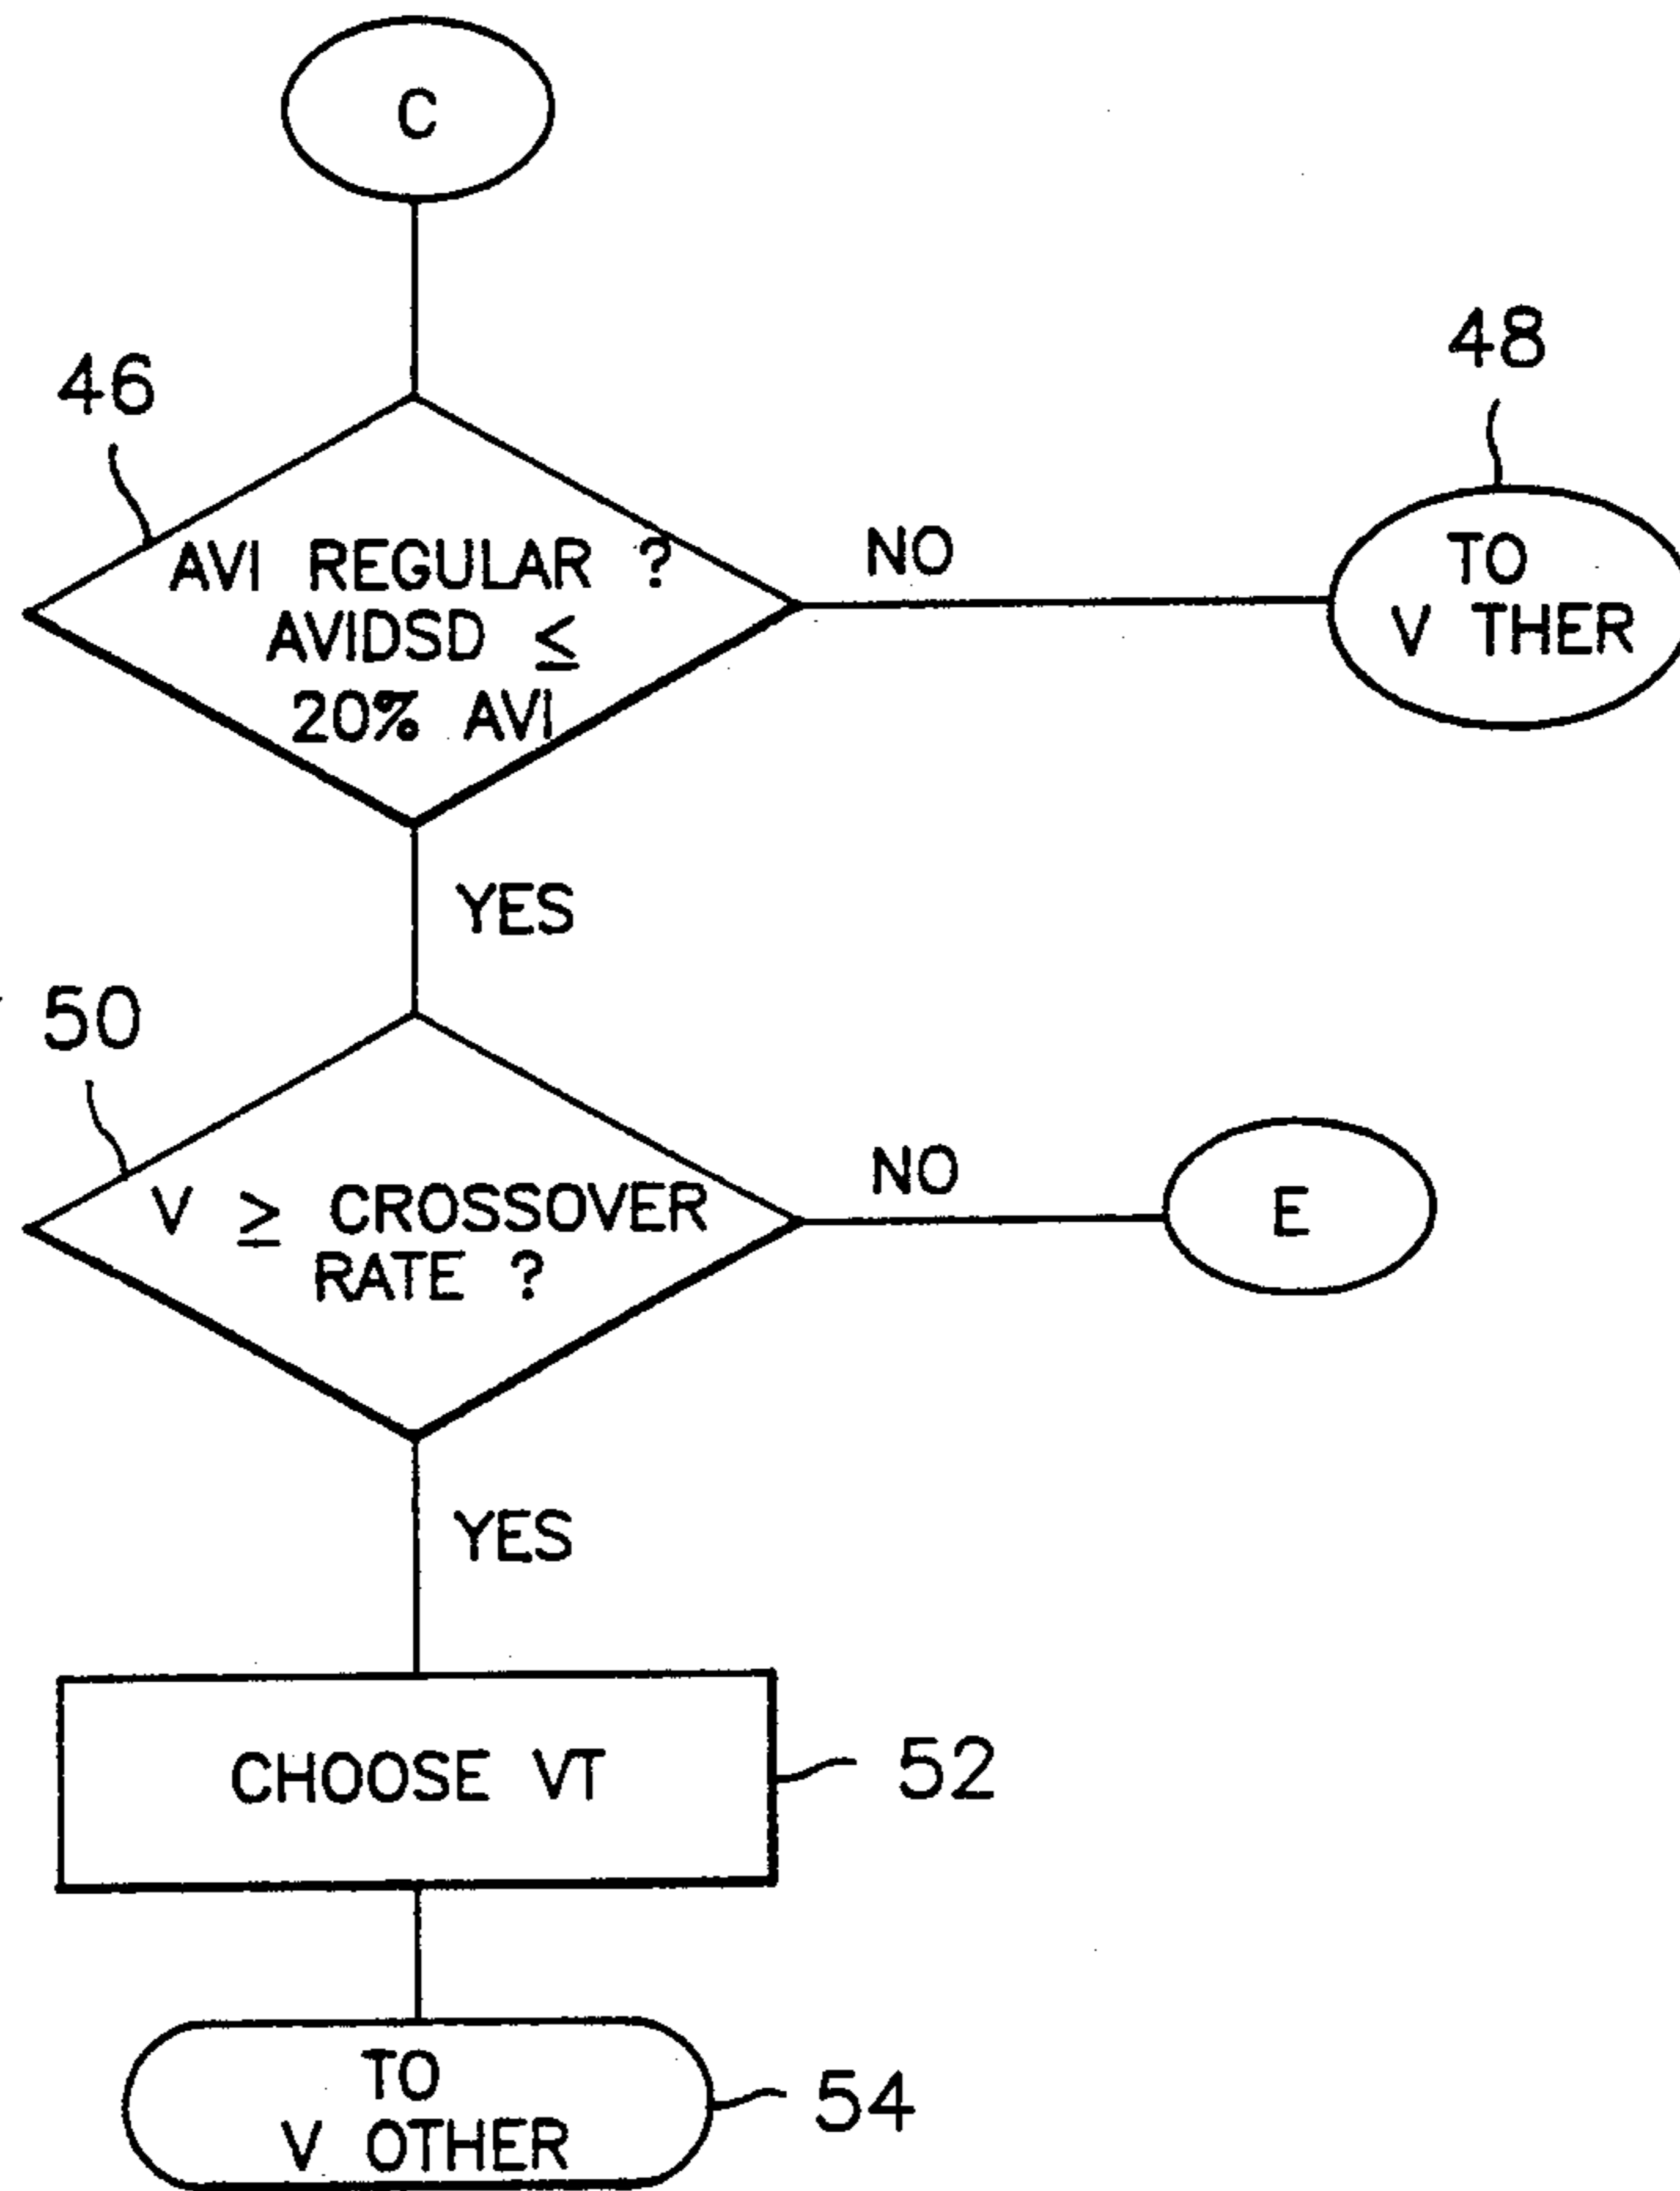 C
46
AVI REGULAR ?
AVIDSD ≤
20% AVI
NO
48
TO
V THER
YES
50
V ≥ CROSSOVER
RATE ?
NO
E
YES
CHOOSE VT
52
TO
V OTHER
54